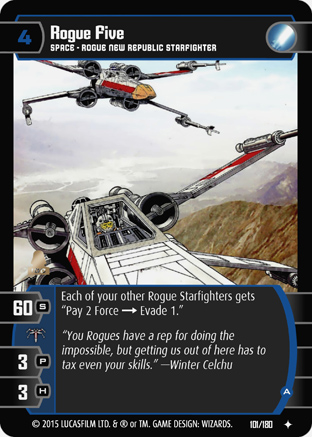 4
Rogue Five
SPACE • ROGUE NEW REPUBLIC STARFIGHTER
60 S
Each of your other Rogue Starfighters gets
“Pay 2 Force → Evade 1.”
3 P
“You Rogues have a rep for doing the
impossible, but getting us out of here has to
tax even your skills.” —Winter Celchu
3 H
A
© 2015 LUCASFILM LTD. & ® or TM. GAME DESIGN: WIZARDS.
101/180